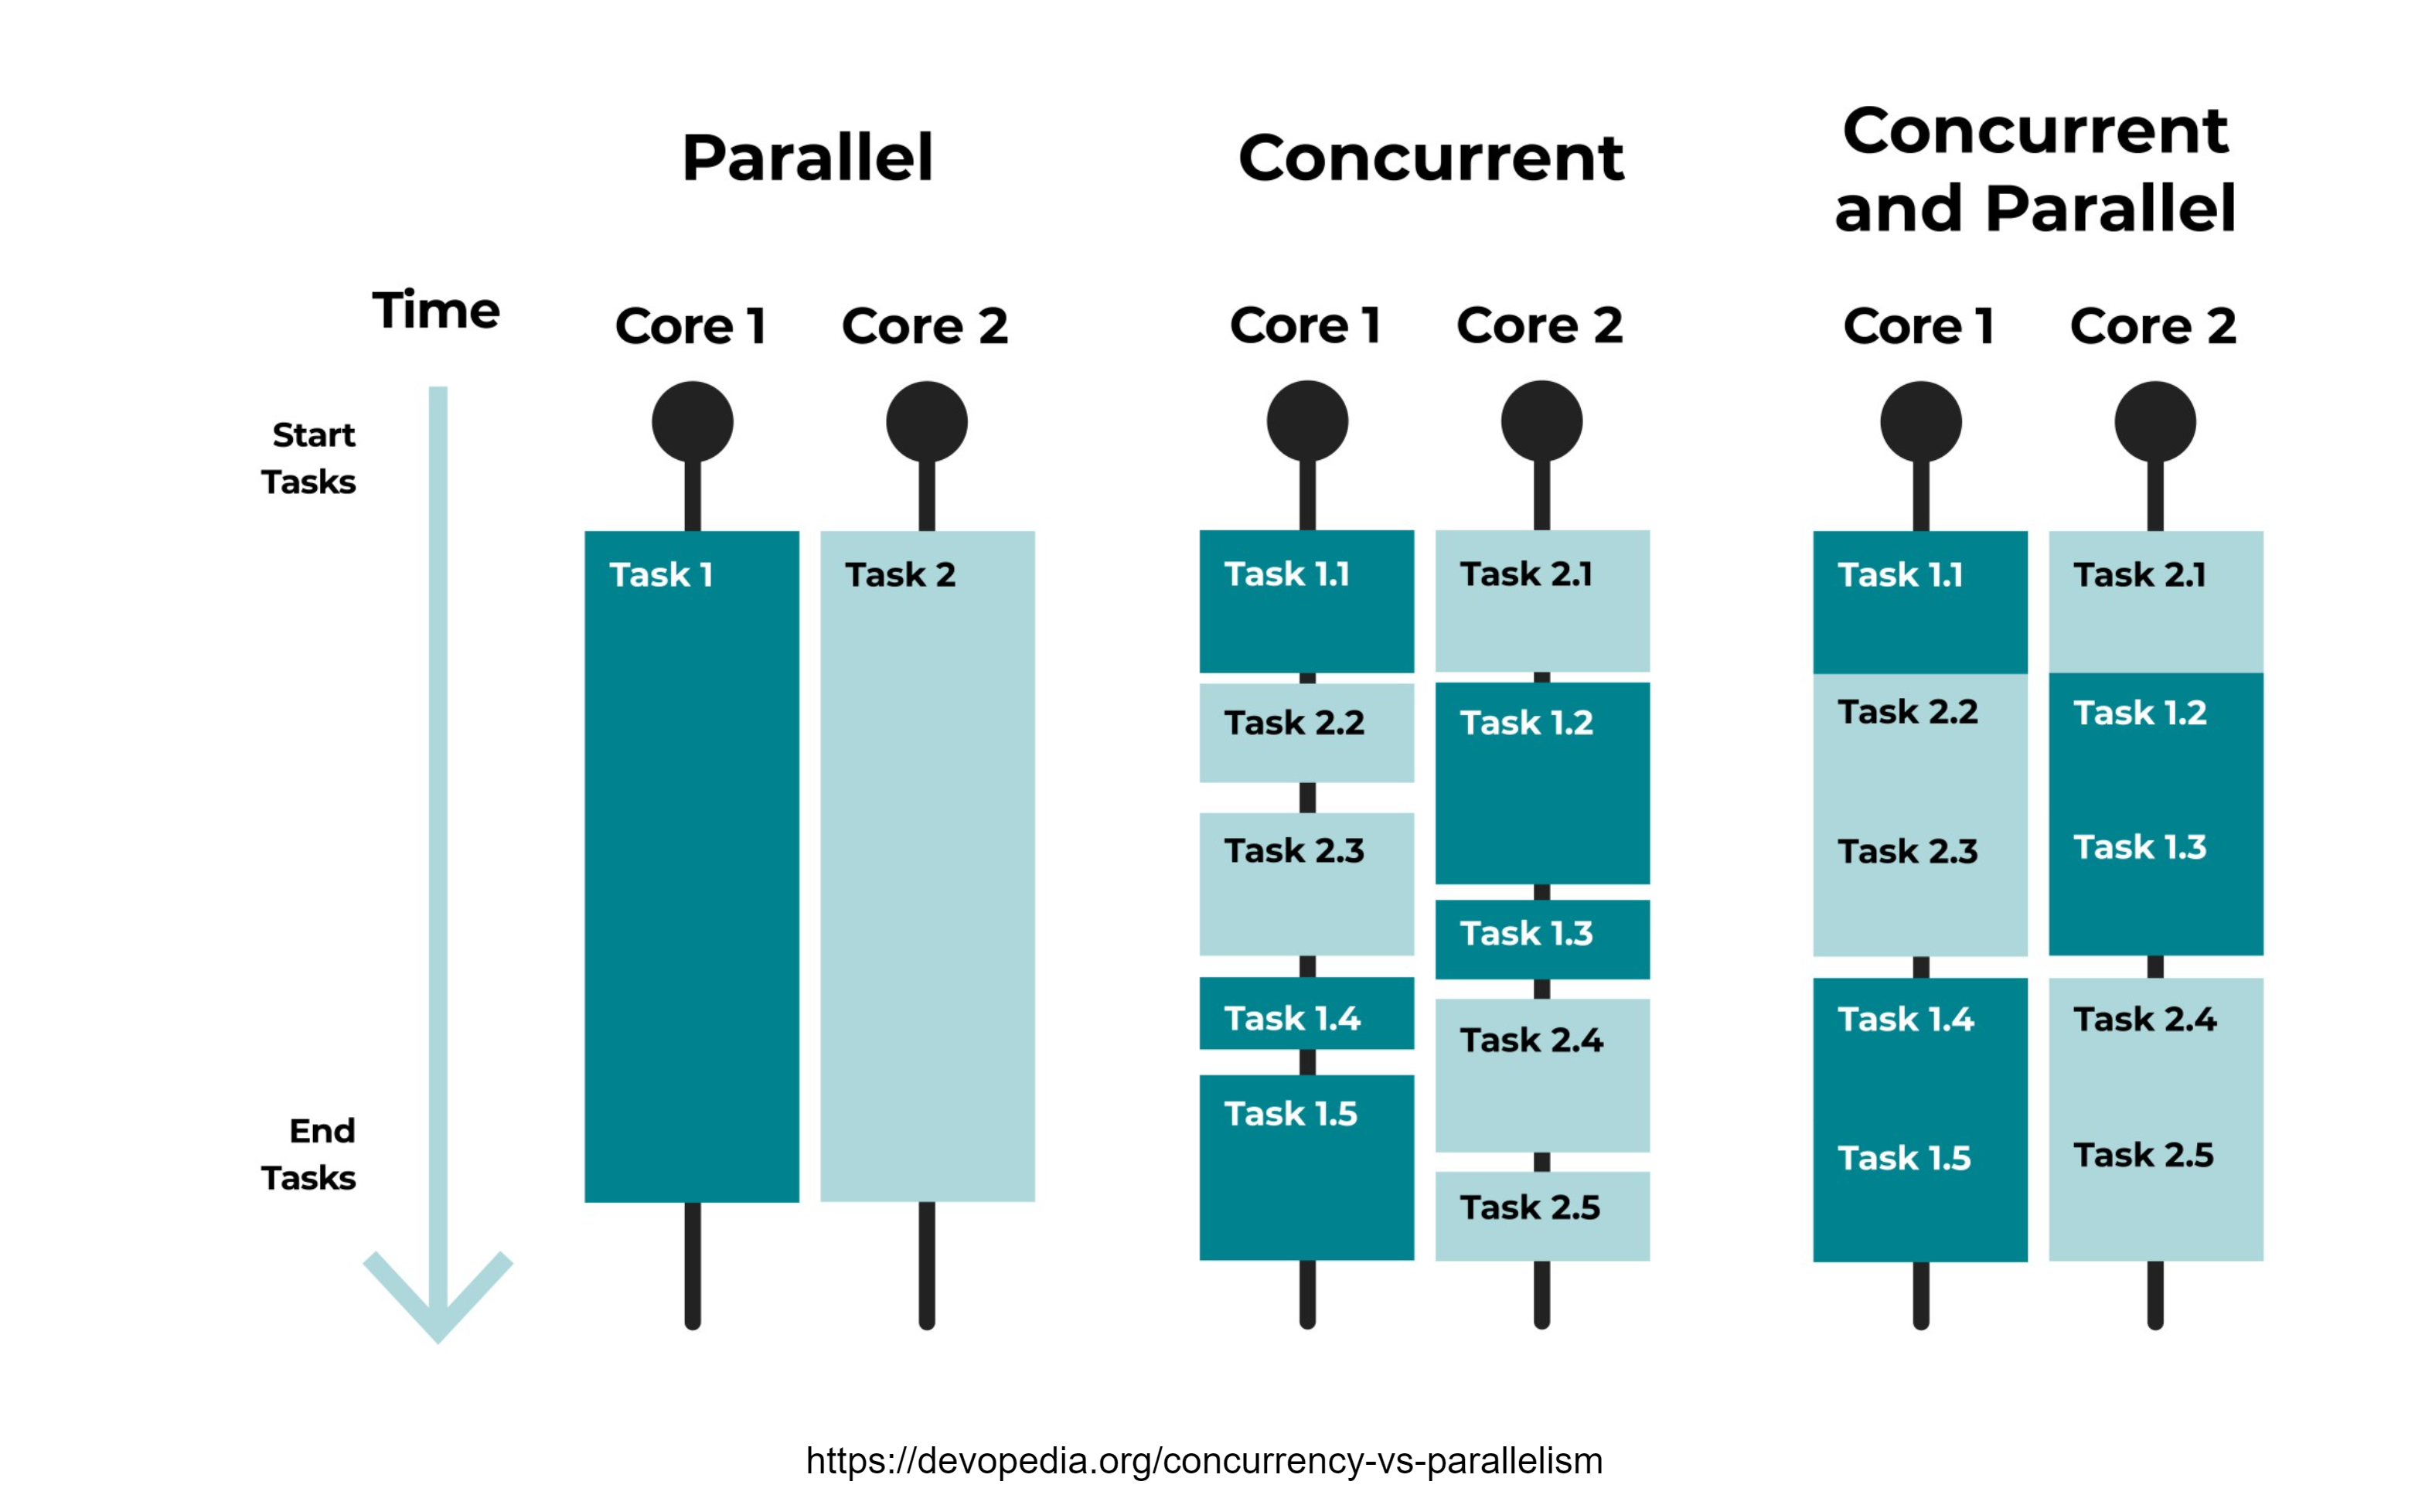 Parallel
Concurrent
Concurrent
and Parallel
Time
Core 1
Core 2
Core 1
Core 2
Core 1
Core 2
Start
Tasks
End
Tasks
Task 1
Task 2
Task 1.1
Task 2.2
Task 2.3
Task 1.4
Task 1.5
Task 2.1
Task 1.2
Task 1.3
Task 2.4
Task 2.5
Task 1.1
Task 2.2
Task 2.3
Task 1.4
Task 1.5
Task 2.1
Task 1.2
Task 1.3
Task 2.4
Task 2.5
https://devopedia.org/concurrency-vs-parallelism